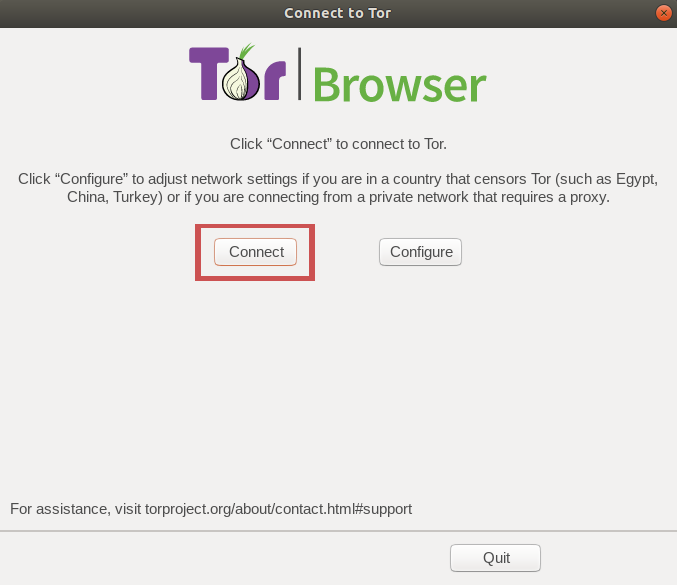 Connect to Tor
Tor Browser
Click “Connect” to connect to Tor.
Click “Configure” to adjust network settings if you are in a country that censors Tor (such as Egypt,
China, Turkey) or if you are connecting from a private network that requires a proxy.
Connect Configure
For assistance, visit torproject.org/about/contact.html#support
Quit